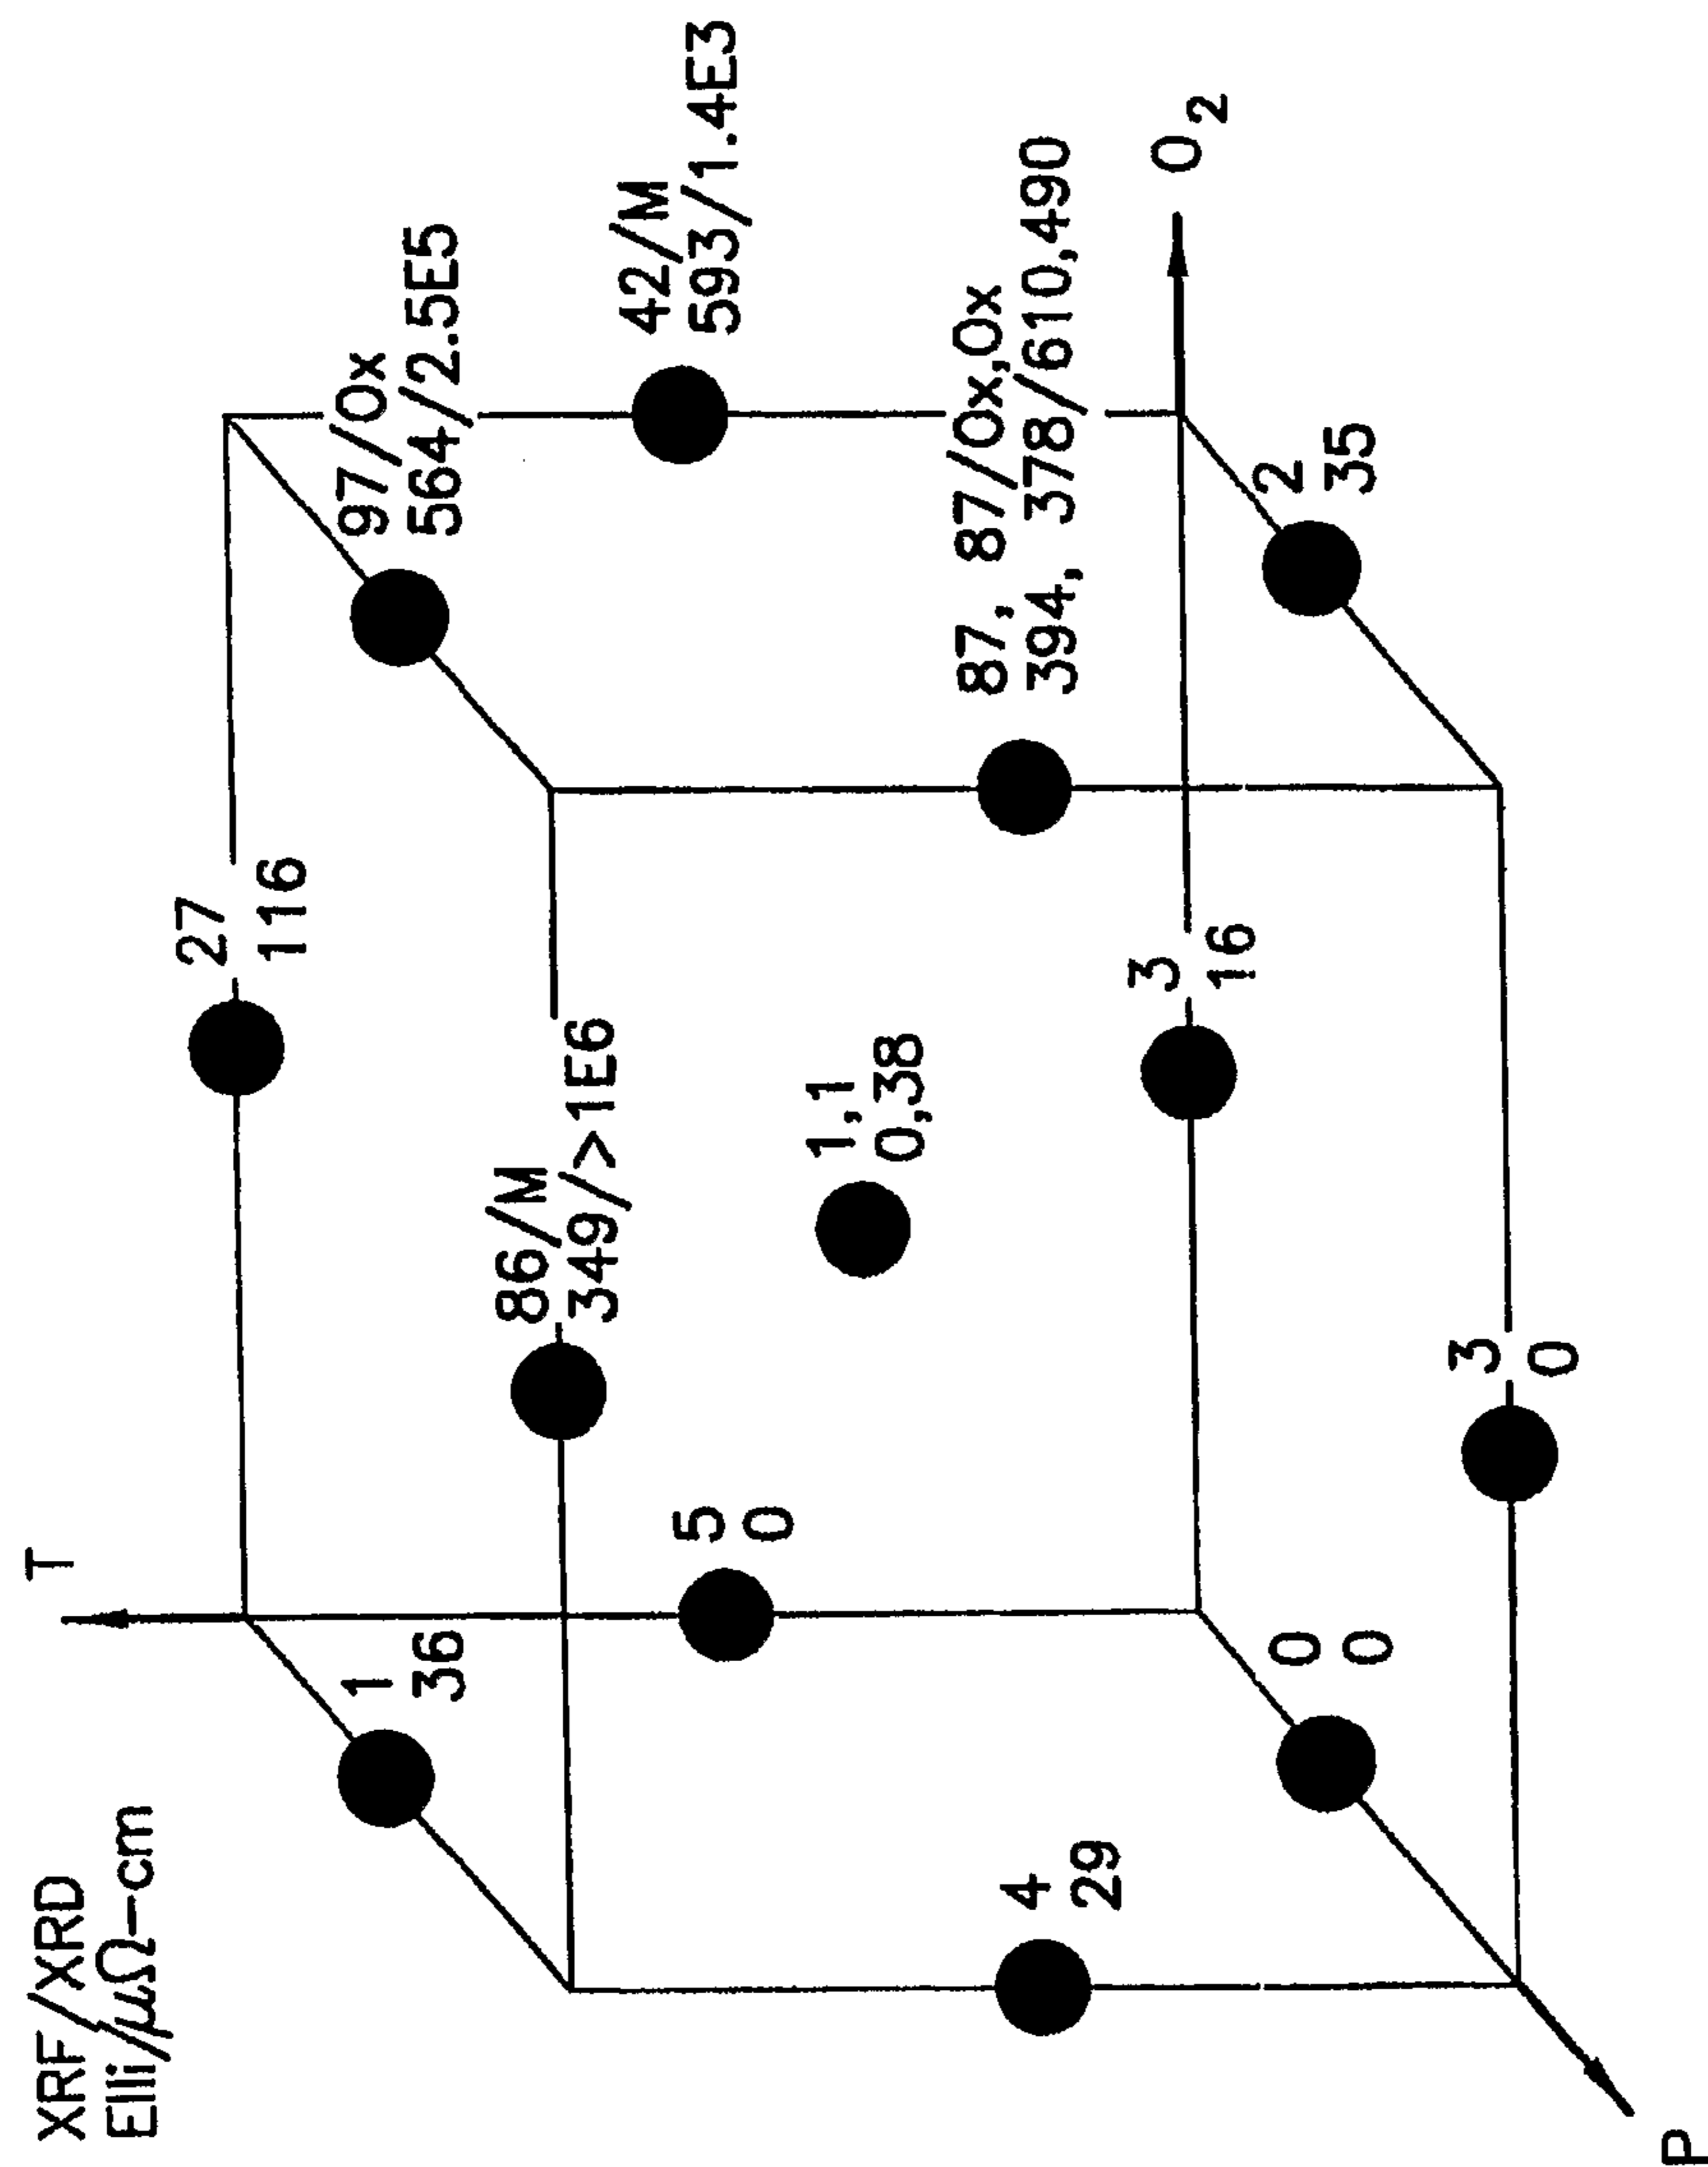 XRF/XRD
Elli/μΩ-cm
T
27
116
1
36
97/Ox
564/2.5E5
86/M
349/>1E6
42/M
593/1.4E3
5
0
1,1
0,38
87, 87/Ox,Ox
394, 378/610,490
4
29
3
16
O2
2
35
0
0
3
0
P